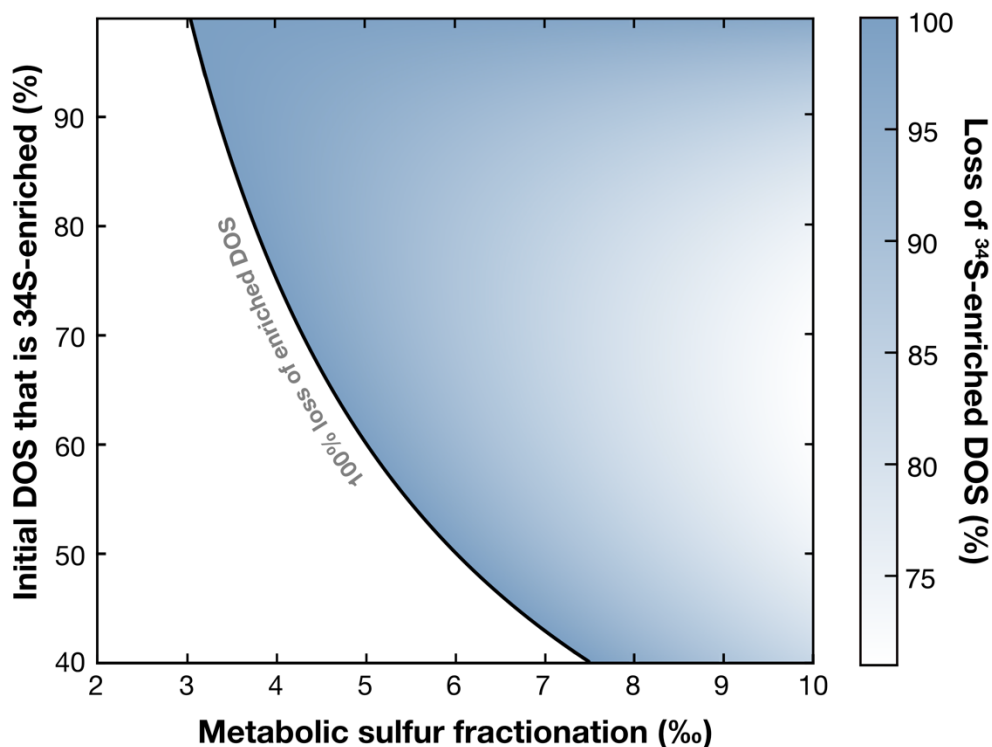 Initial DOS that is 34S-enriched (%)
90
80
70
60
50
40
100% loss of enriched DOS
2 3 4 5 6 7 8 9 10
Metabolic sulfur fractionation (‰)
100
95
90
85
80
75
Loss of ³⁴S-enriched DOS (%)